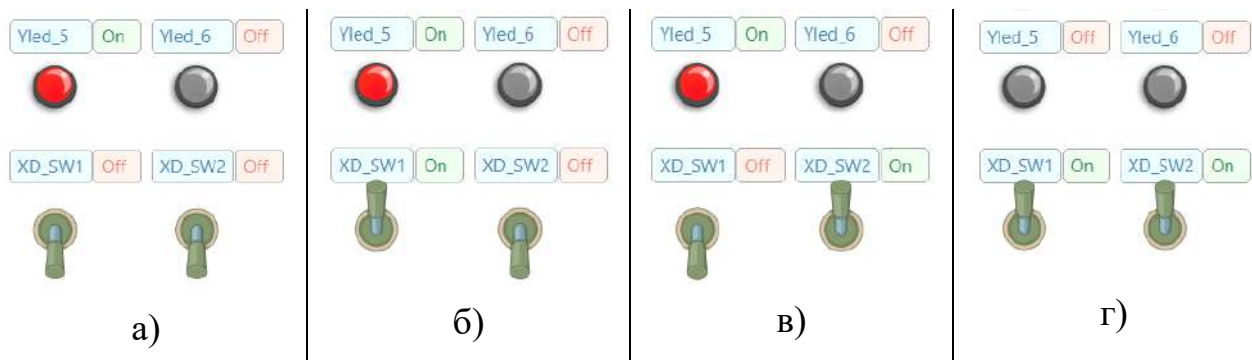 Yled_5 On Yled_6 Off
XD_SW1 Off XD_SW2 Off
а)
Yled_5 On Yled_6 Off
XD_SW1 On XD_SW2 Off
б)
Yled_5 On Yled_6 Off
XD_SW1 Off XD_SW2 On
в)
Yled_5 Off Yled_6 Off
XD_SW1 On XD_SW2 On
г)